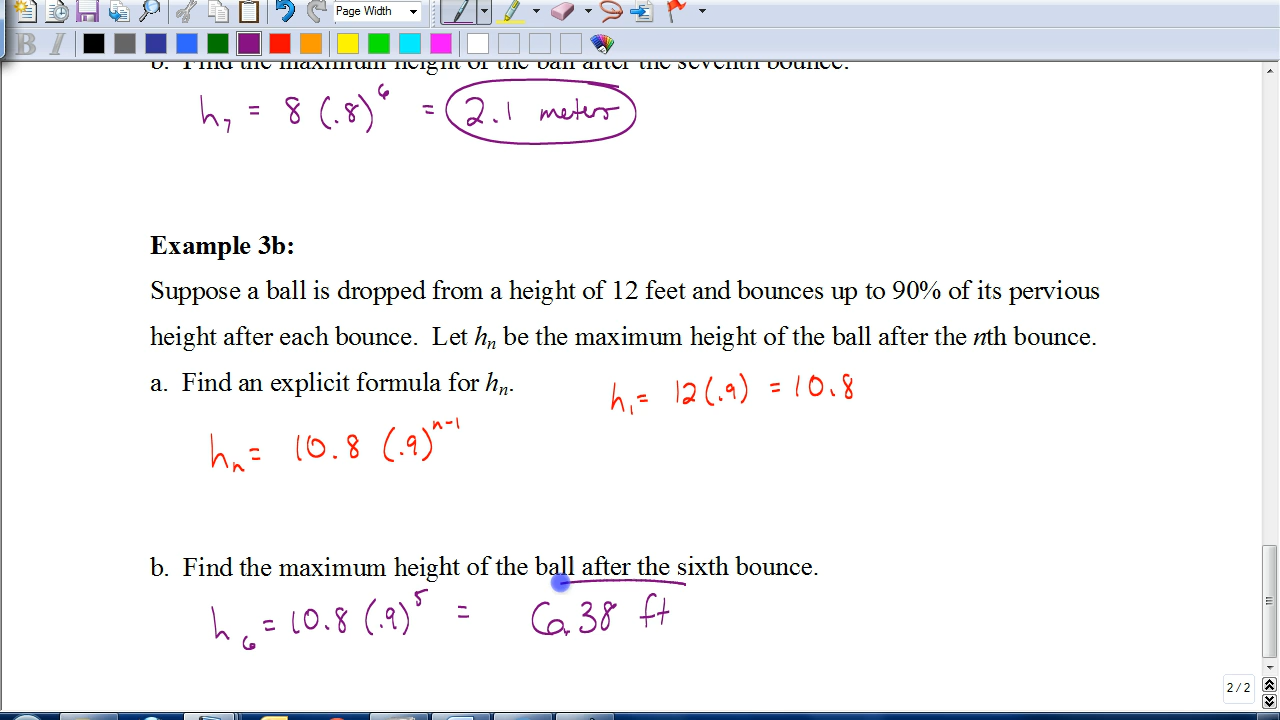 Page Width
B I
b. Find the maximum height of the ball after the seventh bounce.
h₇ = 8 (.8)⁶ = 2.1 meters
Example 3b:
Suppose a ball is dropped from a height of 12 feet and bounces up to 90% of its pervious
height after each bounce. Let hₙ be the maximum height of the ball after the nth bounce.
a. Find an explicit formula for hₙ.
h₁ = 12(.9) = 10.8
hₙ = 10.8 (.9)ⁿ⁻¹
b. Find the maximum height of the ball after the sixth bounce.
h₆ = 10.8 (.9)⁵ = 6.38 ft
2 / 2